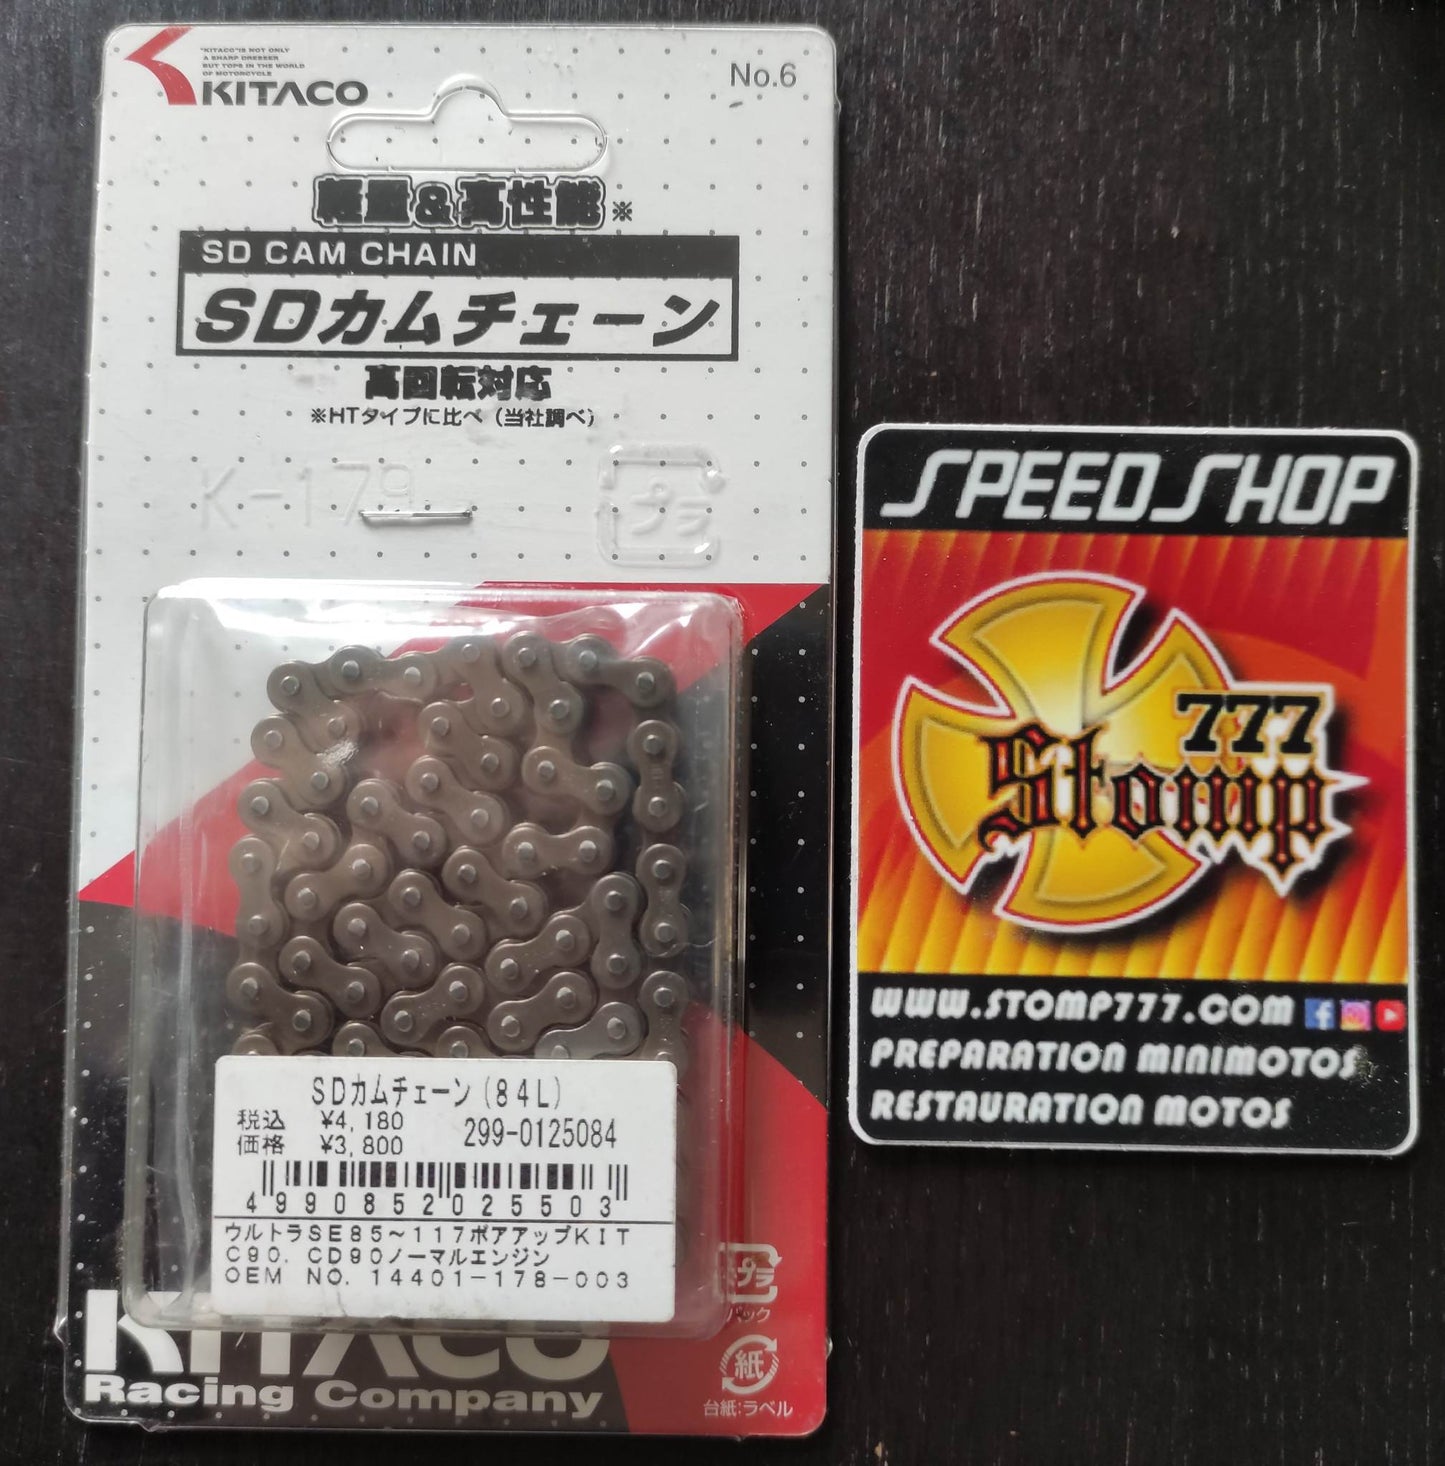 "KITACO"IS NOT ONLY
A SHARP DRESSER
BUT TOPS IN THE WORLD
OF MOTORCYCLE
KITACO
No.6
軽量&高性能※
SD CAM CHAIN
SDカムチェーン
高回転対応
※HTタイプに比べ（当社調べ）
K-179
プラ
SDカムチェーン(84L)
税込 ¥4,180
価格 ¥3,800
299-0125084
4990852025503
ウルトラSE85～117ボアアップKIT
C90. CD90ノーマルエンジン
OEM NO. 14401-178-003
プラ
パック
紙
台紙:ラベル
KITACO
Racing Company
SPEED SHOP
777
Stomp
WWW.STOMP777.COM
PREPARATION MINIMOTOS
RESTAURATION MOTOS